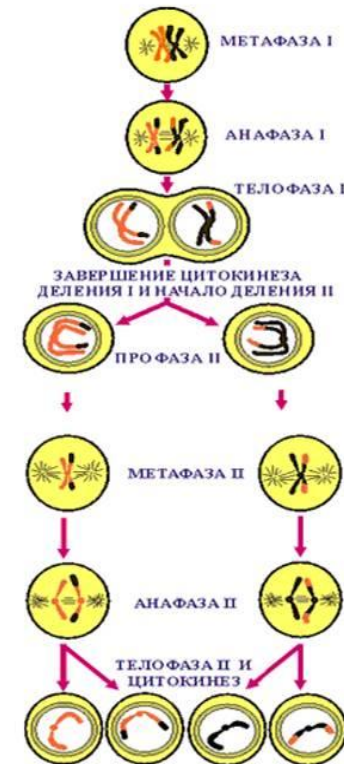 МЕТАФАЗА I
АНАФАЗА I
ТЕЛОФАЗА I
ЗАВЕРШЕНИЕ ЦИТОКИНЕЗА
ДЕЛЕНИЯ I И НАЧАЛО ДЕЛЕНИЯ II
ПРОФАЗА II
МЕТАФАЗА II
АНАФАЗА II
ТЕЛОФАЗА II И
ЦИТОКИНЕЗ